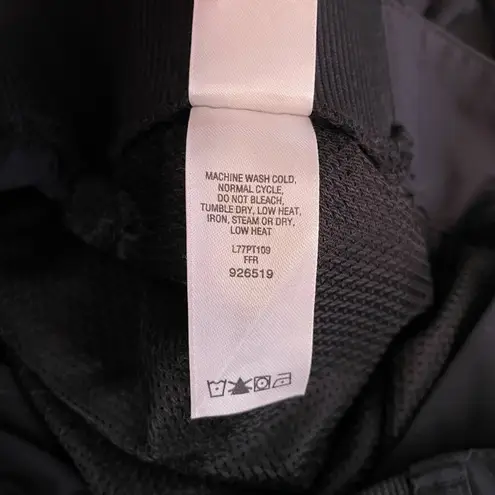 MACHINE WASH COLD,
NORMAL CYCLE,
DO NOT BLEACH,
TUMBLE DRY, LOW HEAT,
IRON, STEAM OR DRY,
LOW HEAT
L77PT109
FFR
926519